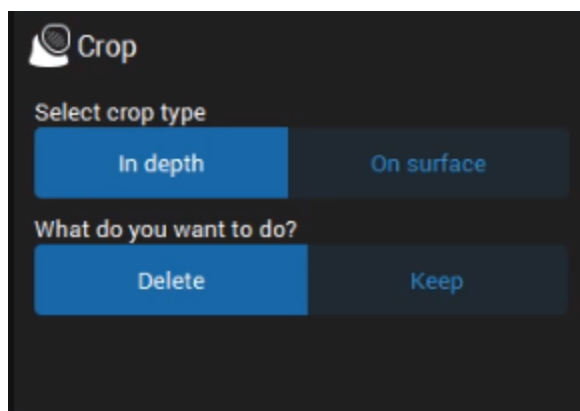 Crop
Select crop type
In depth On surface
What do you want to do?
Delete Keep